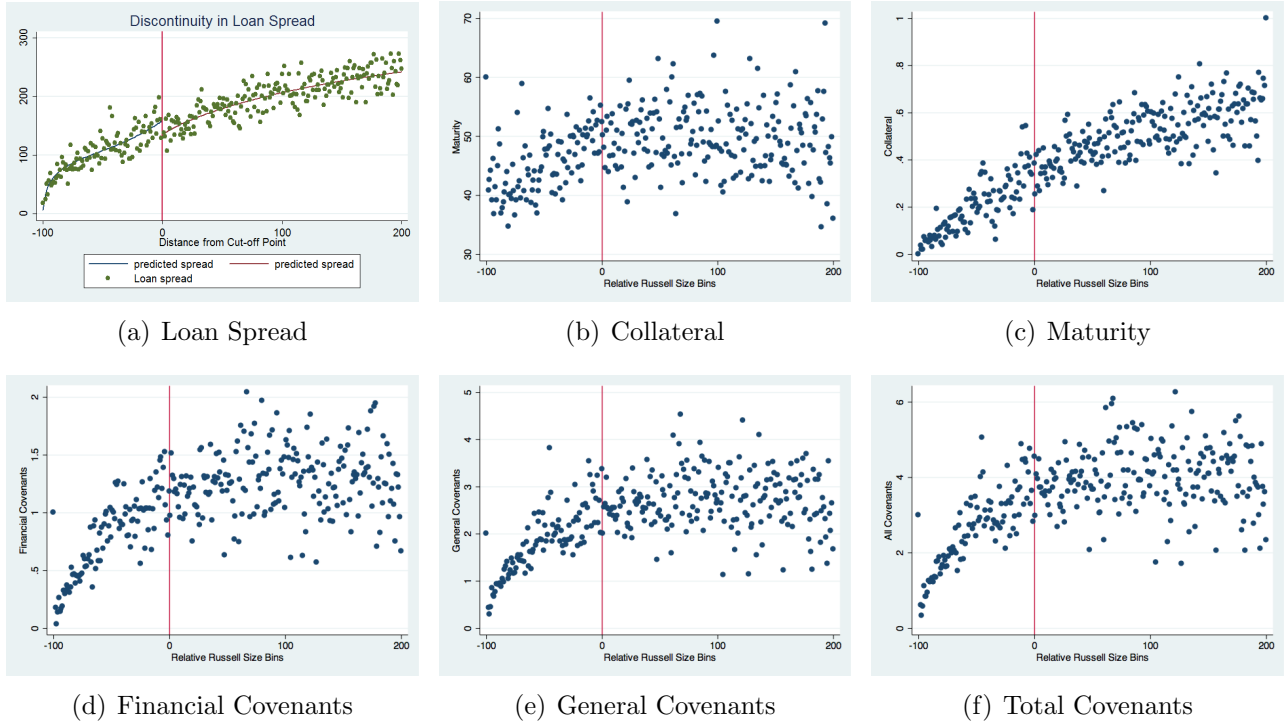 Discontinuity in Loan Spread
300
200
100
0
-100 0 100 200
Distance from Cut-off Point
predicted spread predicted spread
Loan spread
(a) Loan Spread
Maturity
70
60
50
40
30
-100 0 100 200
Relative Russell Size Bins
(b) Collateral
Collateral
1
.8
.6
.4
.2
0
-100 0 100 200
Relative Russell Size Bins
(c) Maturity
Financial Covenants
2
1.5
1
.5
0
-100 0 100 200
Relative Russell Size Bins
(d) Financial Covenants
General Covenants
5
4
3
2
1
0
-100 0 100 200
Relative Russell Size Bins
(e) General Covenants
All Covenants
6
4
2
0
-100 0 100 200
Relative Russell Size Bins
(f) Total Covenants